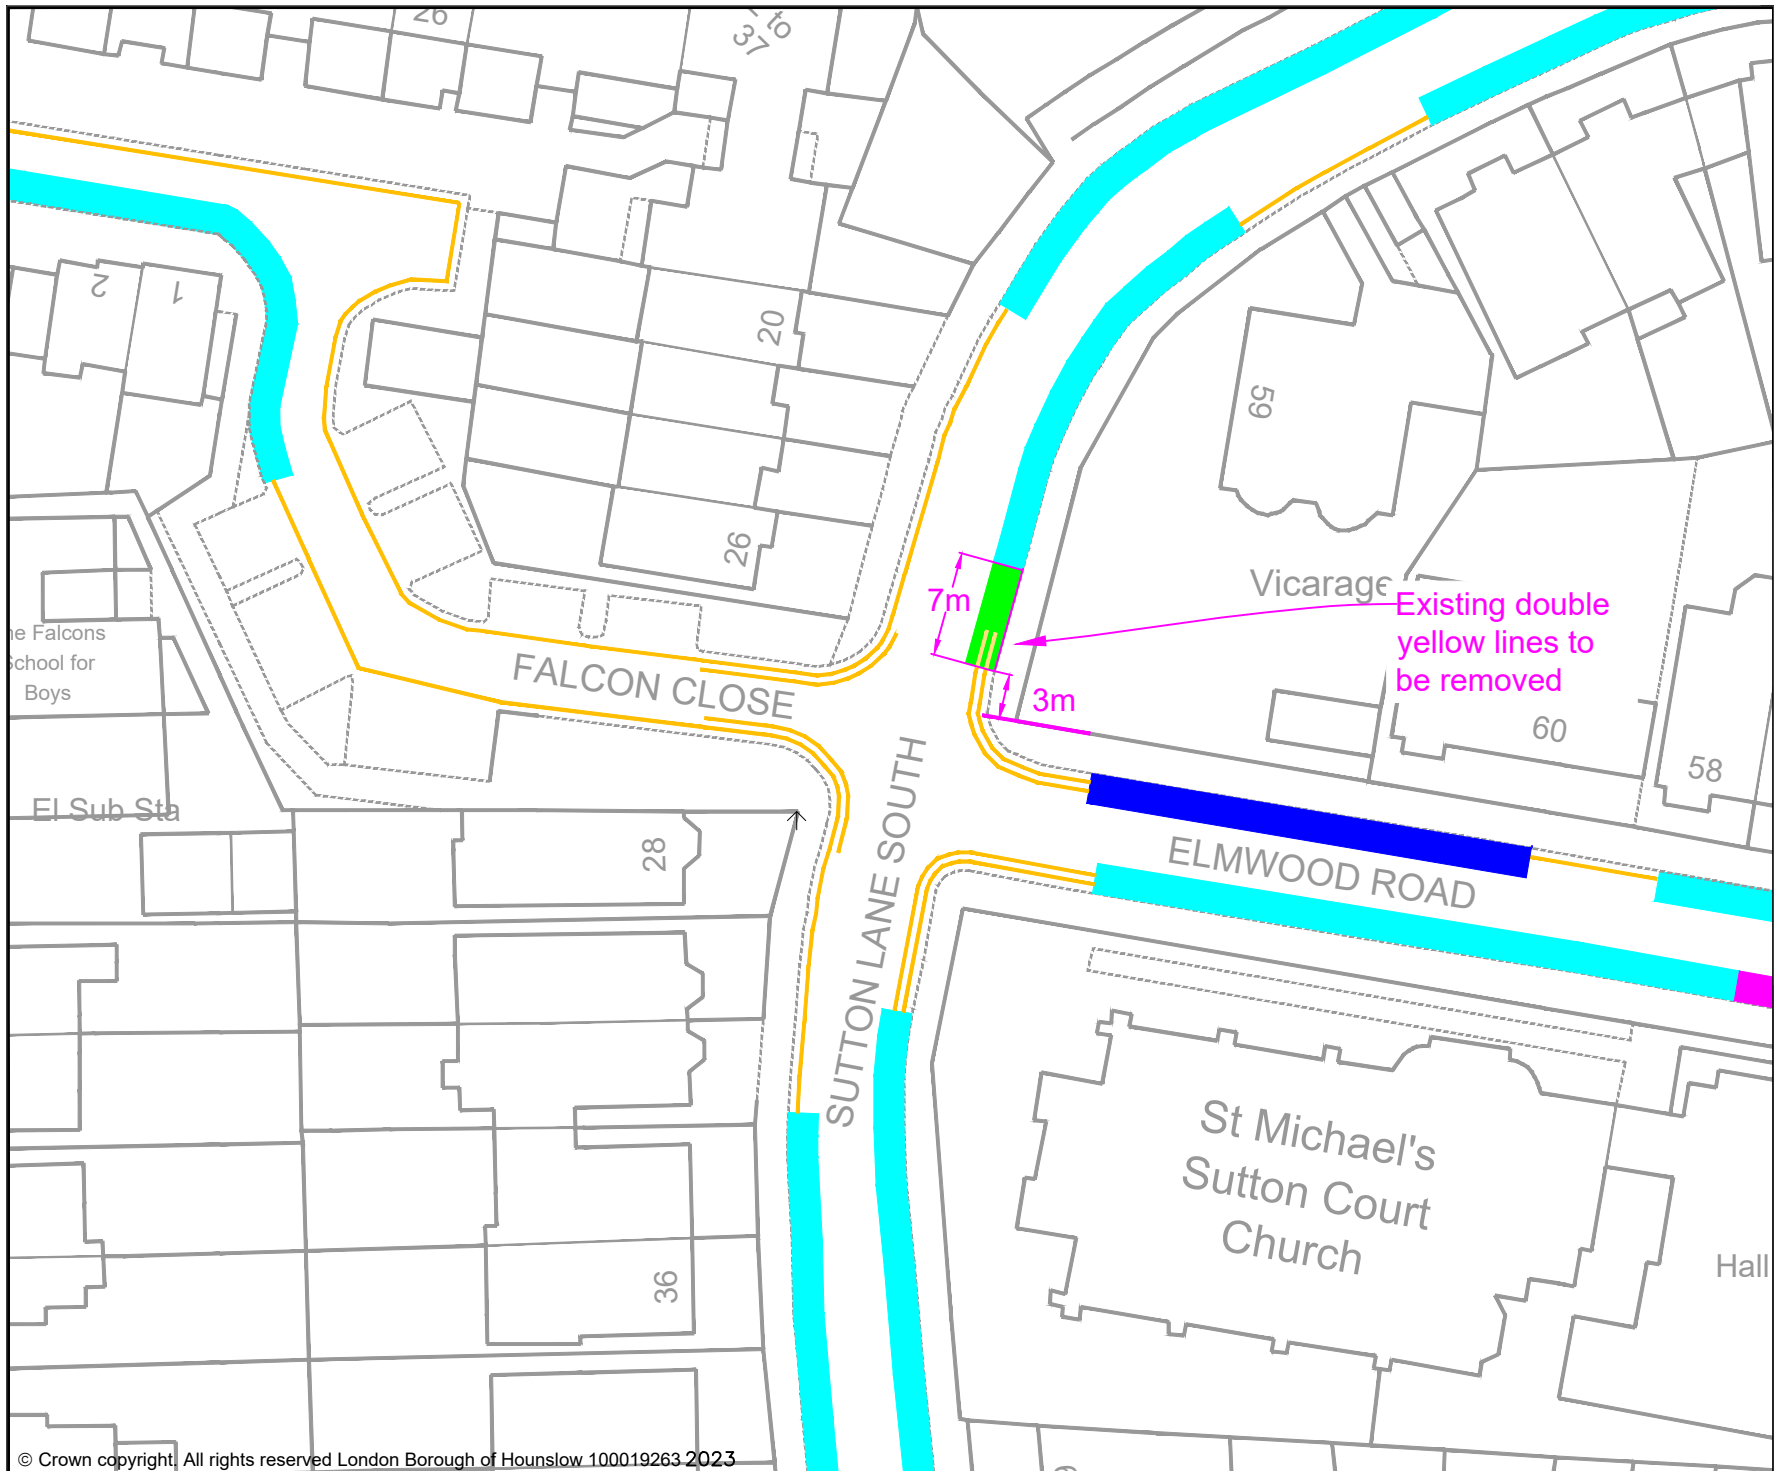 26
to
37
2
1
20
59
26
7m
Vicarage
Existing double
yellow lines to
be removed
Falcons
School for
Boys
FALCON CLOSE
3m
60
58
El Sub Sta
28
SUTTON LANE SOUTH
ELMWOOD ROAD
St Michael's
Sutton Court
Church
Hall
36
© Crown copyright. All rights reserved London Borough of Hounslow 100019263 2023